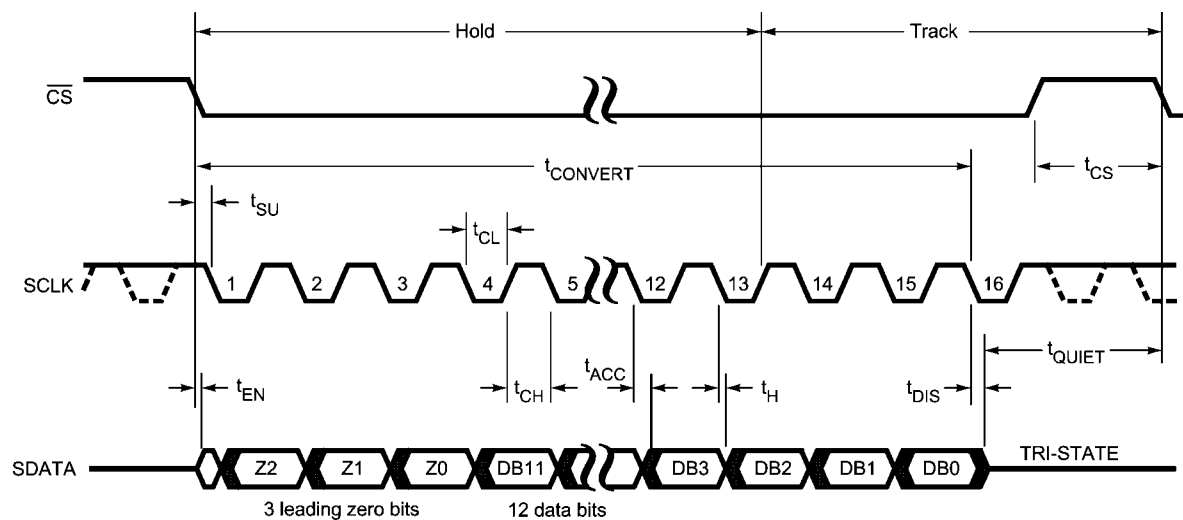 Hold
Track
CS
tCONVERT
tCS
tSU
tCL
SCLK
1 2 3 4 5 12 13 14 15 16
tQUIET
tACC
tEN
tCH
tH
tDIS
SDATA
Z2 Z1 Z0 DB11 DB3 DB2 DB1 DB0
TRI-STATE
3 leading zero bits
12 data bits